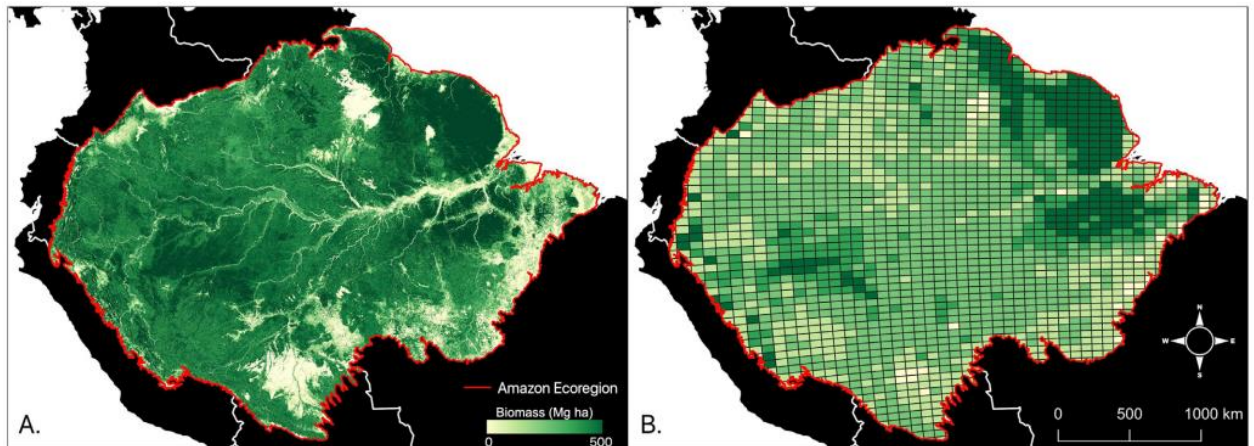 A.
Amazon Ecoregion
Biomass (Mg ha)
0 500
B.
N
W E
S
0 500 1000 km